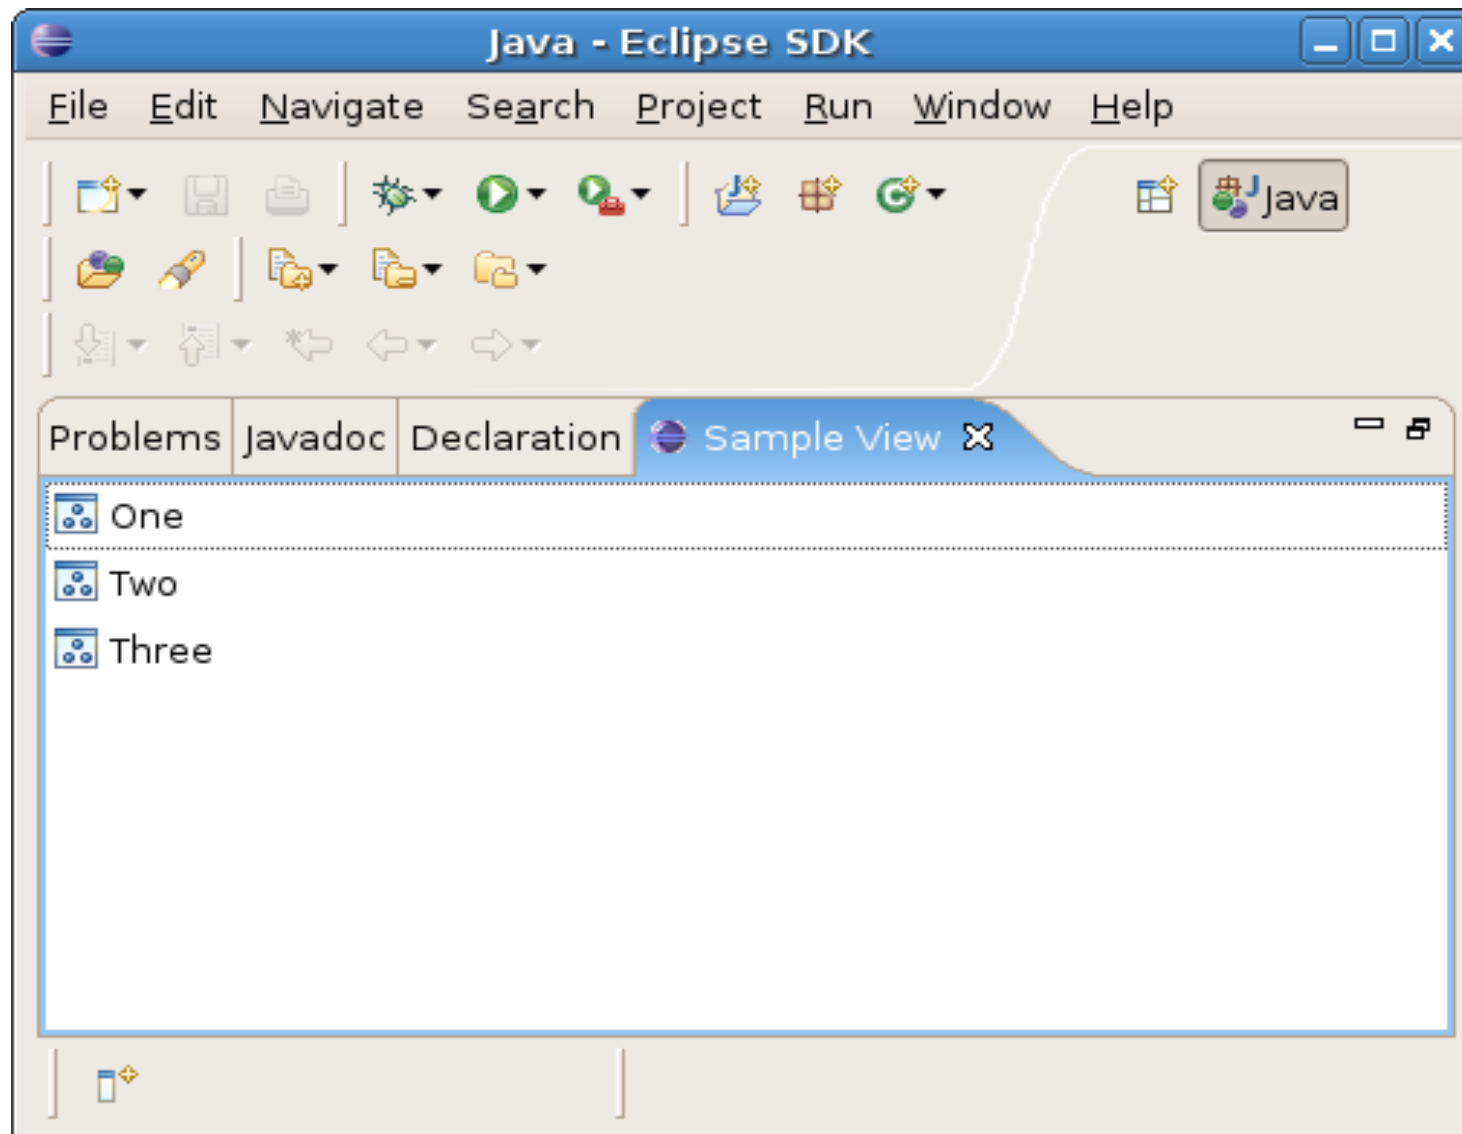 Java - Eclipse SDK
File Edit Navigate Search Project Run Window Help
Java
Problems Javadoc Declaration Sample View
One
Two
Three